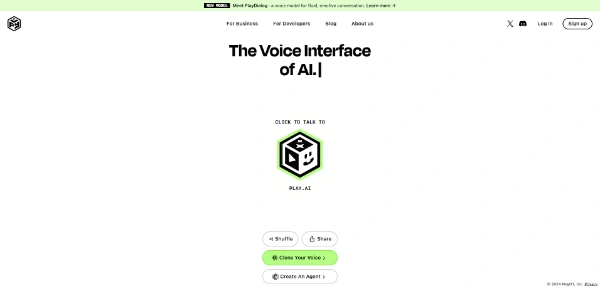 NEW MODEL Meet PlayDialog - a voice model for fluid, emotive conversation. Learn more →
For Business For Developers Blog About us Log in Sign up
The Voice Interface
of AI.
CLICK TO TALK TO
PLAY.AI
Shuffle Share
Clone Your Voice
Create An Agent
© 2024 PlayHT, Inc. Privacy